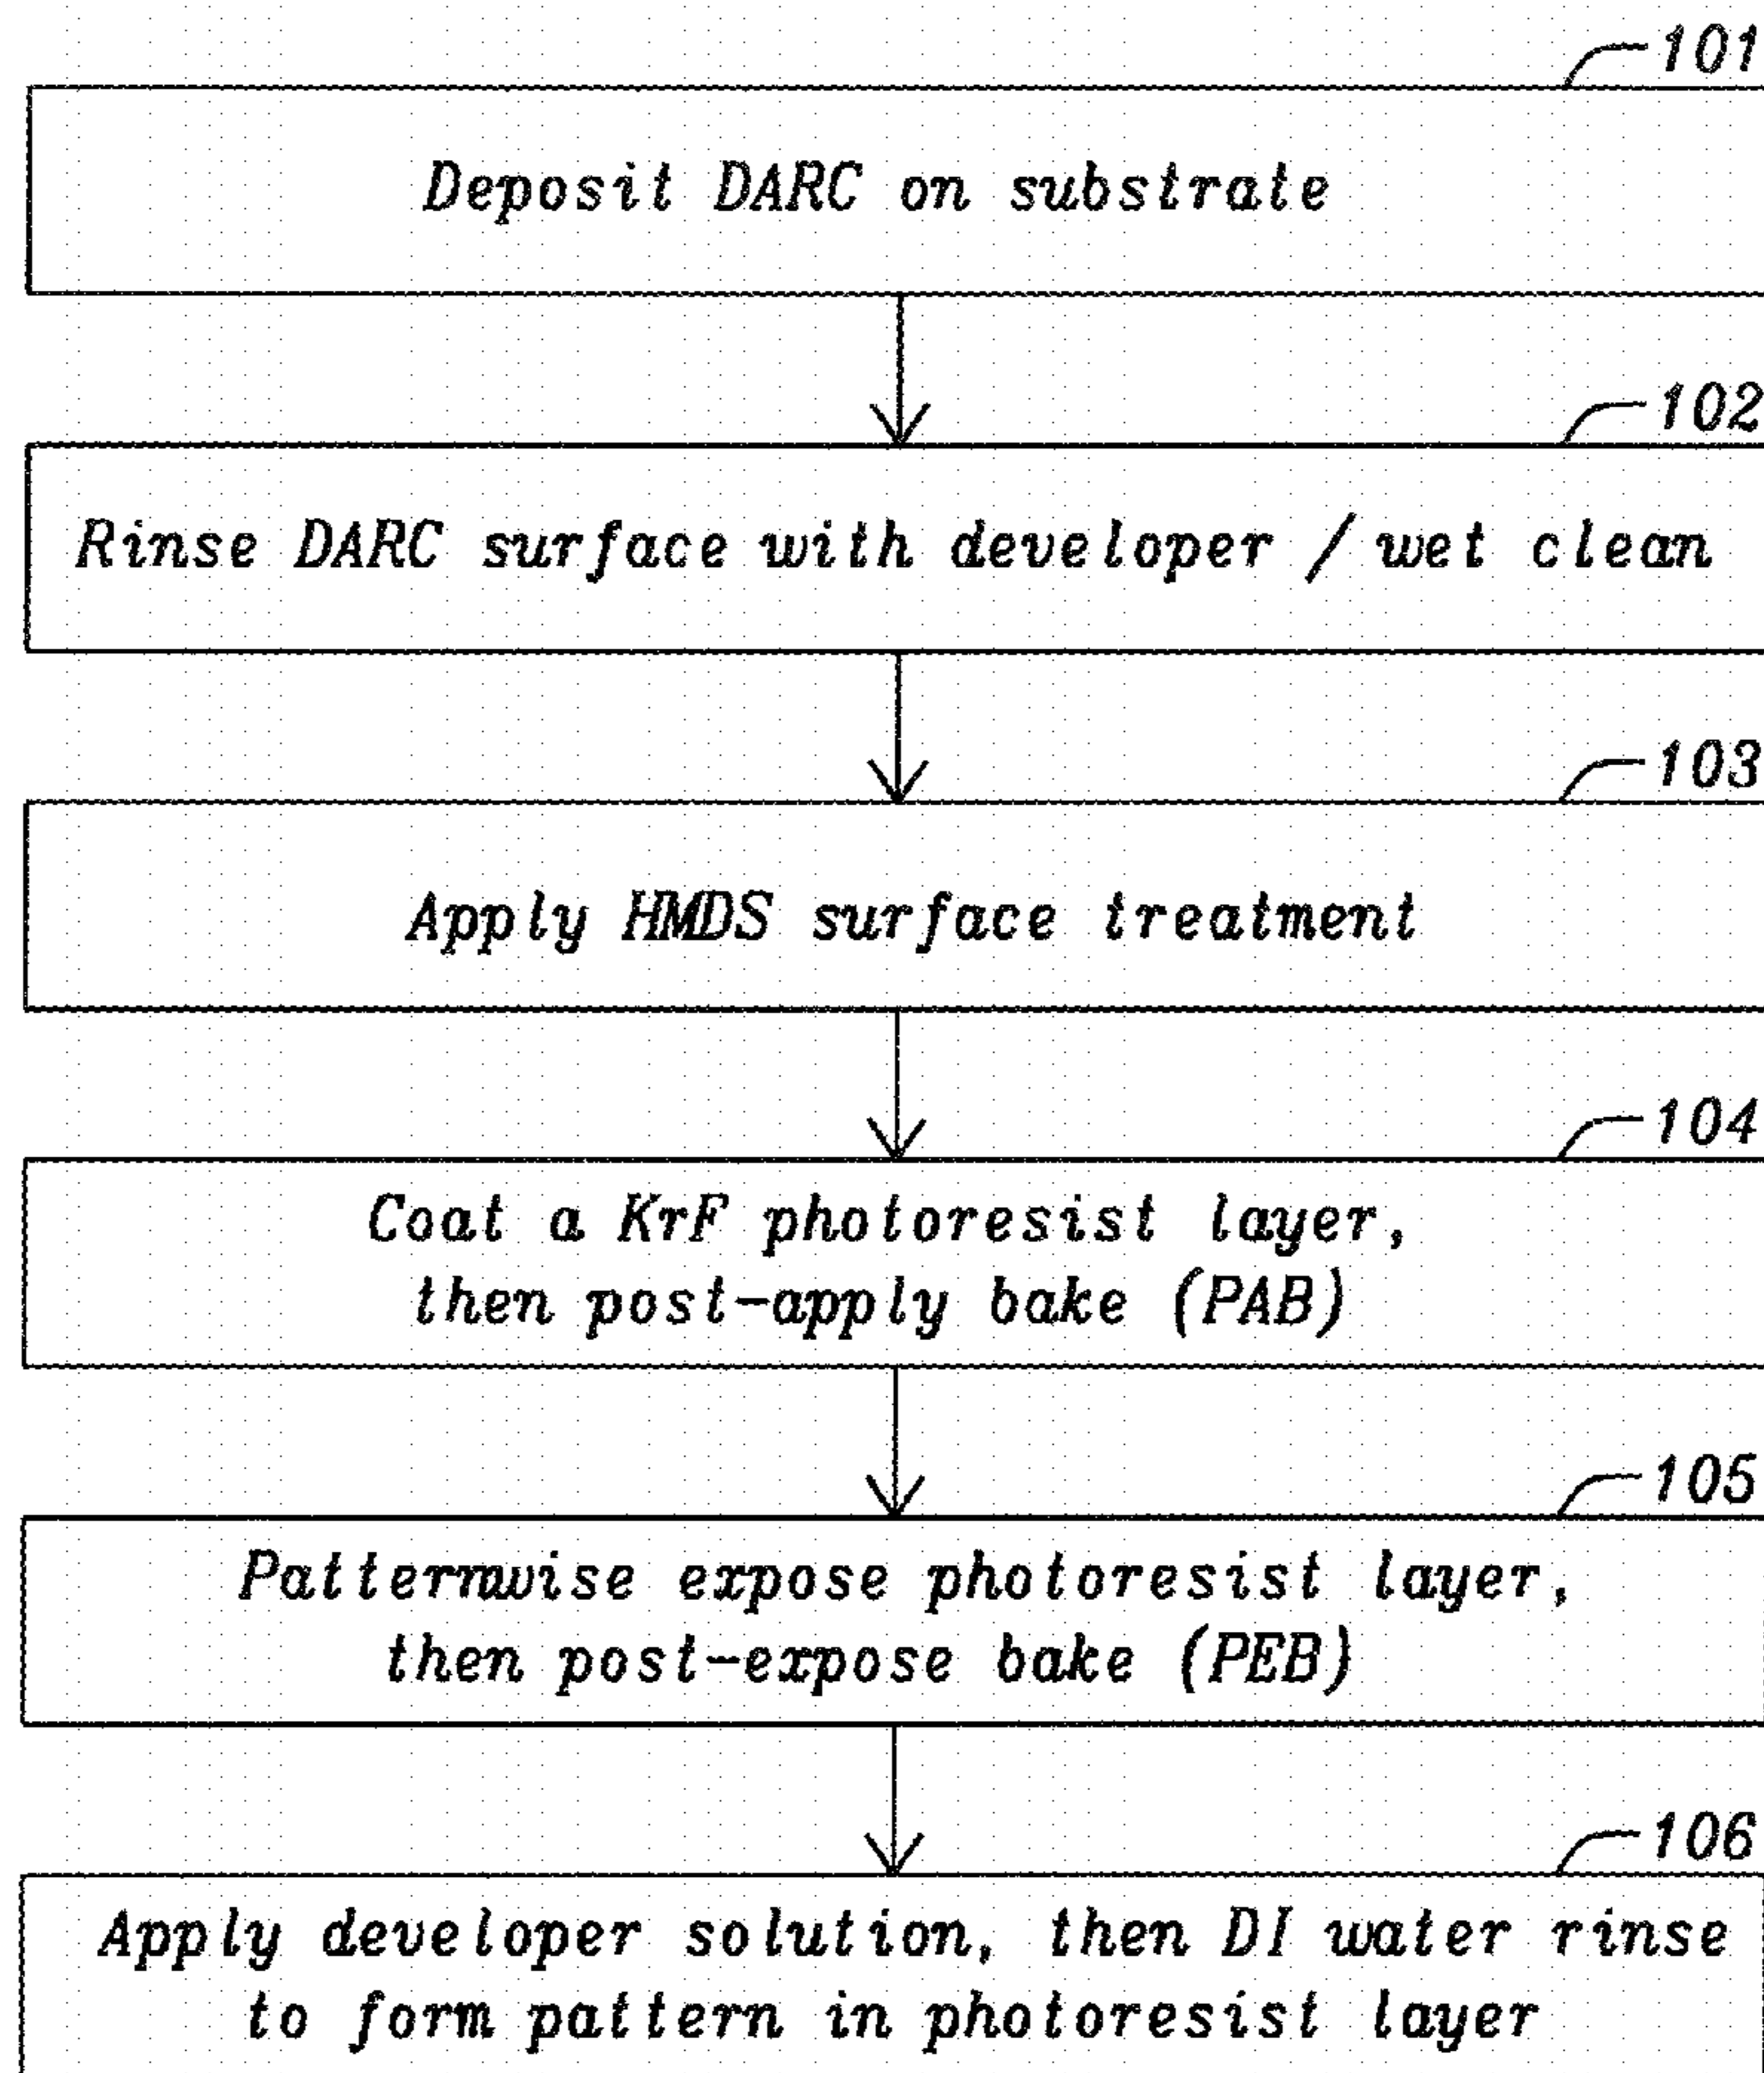 101
Deposit DARC on substrate
102
Rinse DARC surface with developer / wet clean
103
Apply HMDS surface treatment
104
Coat a KrF photoresist layer,
then post-apply bake (PAB)
105
Patternwise expose photoresist layer,
then post-expose bake (PEB)
106
Apply developer solution, then DI water rinse
to form pattern in photoresist layer